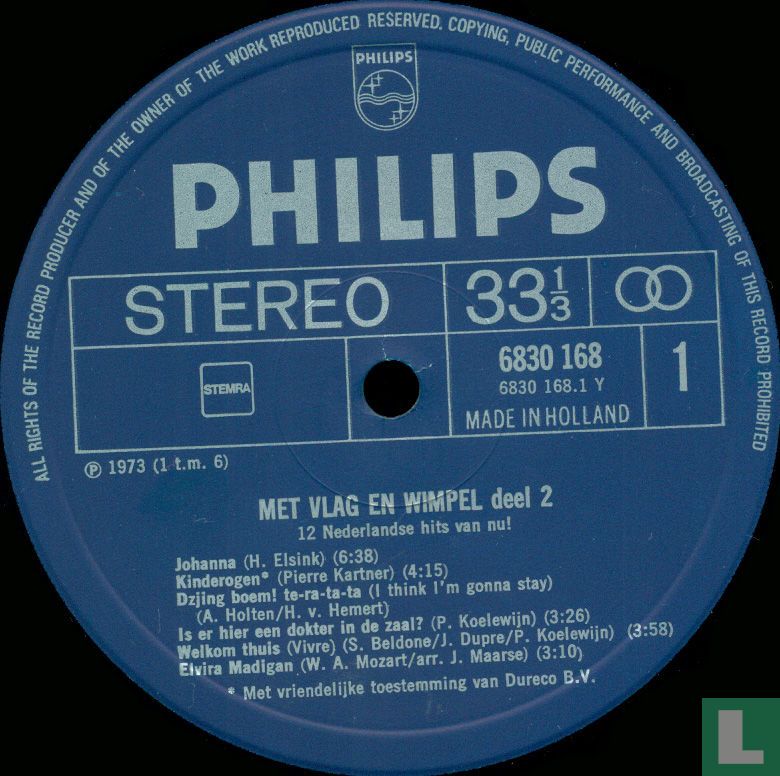 ALL RIGHTS OF THE RECORD PRODUCER AND OF THE OWNER OF THE WORK REPRODUCED RESERVED. COPYING, PUBLIC PERFORMANCE AND BROADCASTING OF THIS RECORD PROHIBITED
PHILIPS
PHILIPS
STEREO 33 1/3
STEMRA
6830 168
6830 168.1 Y
MADE IN HOLLAND
1
℗ 1973 (1 t.m. 6)
MET VLAG EN WIMPEL deel 2
12 Nederlandse hits van nu!
Johanna (H. Elsink) (6:38)
Kinderogen* (Pierre Kartner) (4:15)
Dzjing boem! te-ra-ta-ta (I think I'm gonna stay)
(A. Holten/H. v. Hemert)
Is er hier een dokter in de zaal? (P. Koelewijn) (3:26)
Welkom thuis (Vivre) (S. Beldone/J. Dupre/P. Koelewijn) (3:58)
Elvira Madigan (W. A. Mozart/arr. J. Maarse) (3:10)
* Met vriendelijke toestemming van Dureco B.V.
L